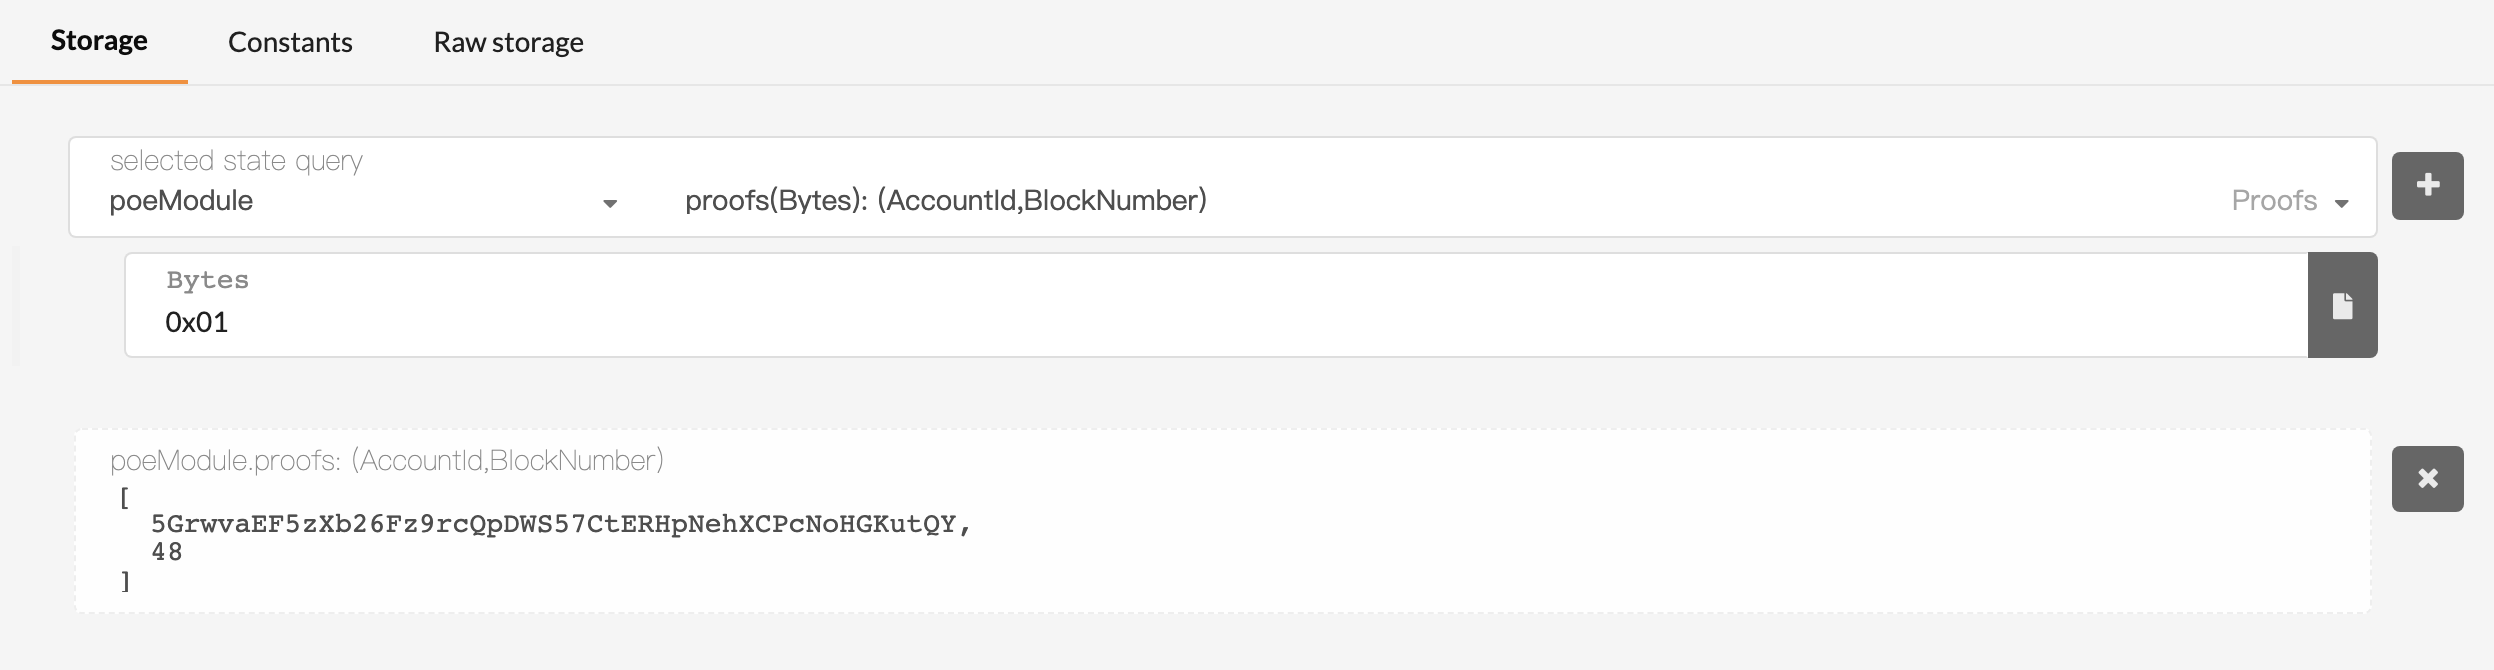 Storage Constants Raw storage
selected state query
poeModule proofs(Bytes): (AccountId,BlockNumber) Proofs
Bytes
0x01
poeModule.proofs: (AccountId,BlockNumber)
[
5GrwvaEF5zXb26Fz9rcQpDWS57CtERHpNehXCPcNoHGKutQY,
48
]